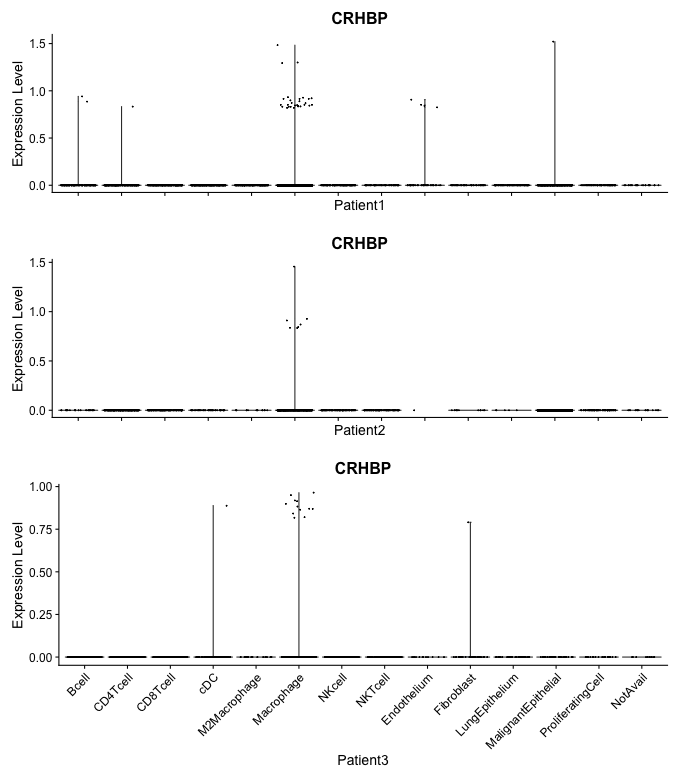 CRHBP
Expression Level
1.5
1.0
0.5
0.0
Patient1
CRHBP
Expression Level
1.5
1.0
0.5
0.0
Patient2
CRHBP
Expression Level
1.00
0.75
0.50
0.25
0.00
Bcell
CD4Tcell
CD8Tcell
cDC
M2Macrophage
Macrophage
NKcell
NKTcell
Endothelium
Fibroblast
LungEpithelium
MalignantEpithelial
ProliferatingCell
NotAvail
Patient3